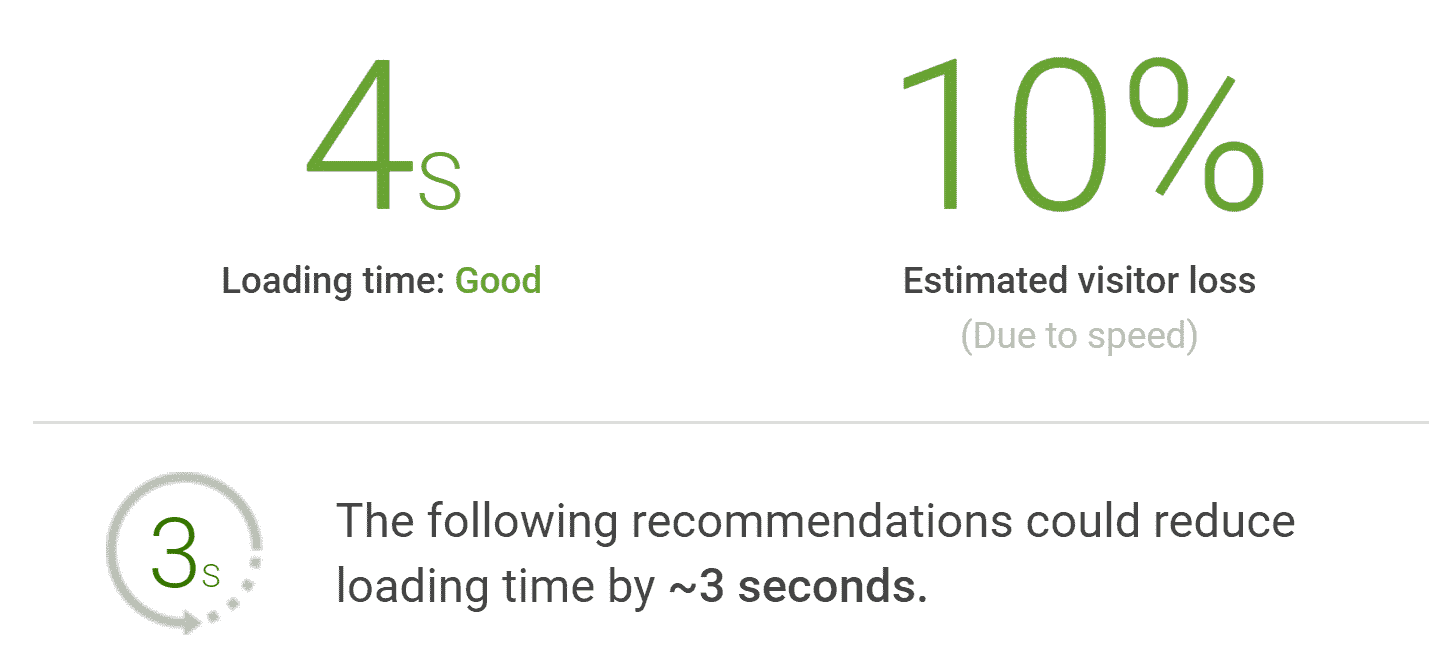 4s
10%
Loading time: Good
Estimated visitor loss
(Due to speed)
3s
The following recommendations could reduce
loading time by ~3 seconds.